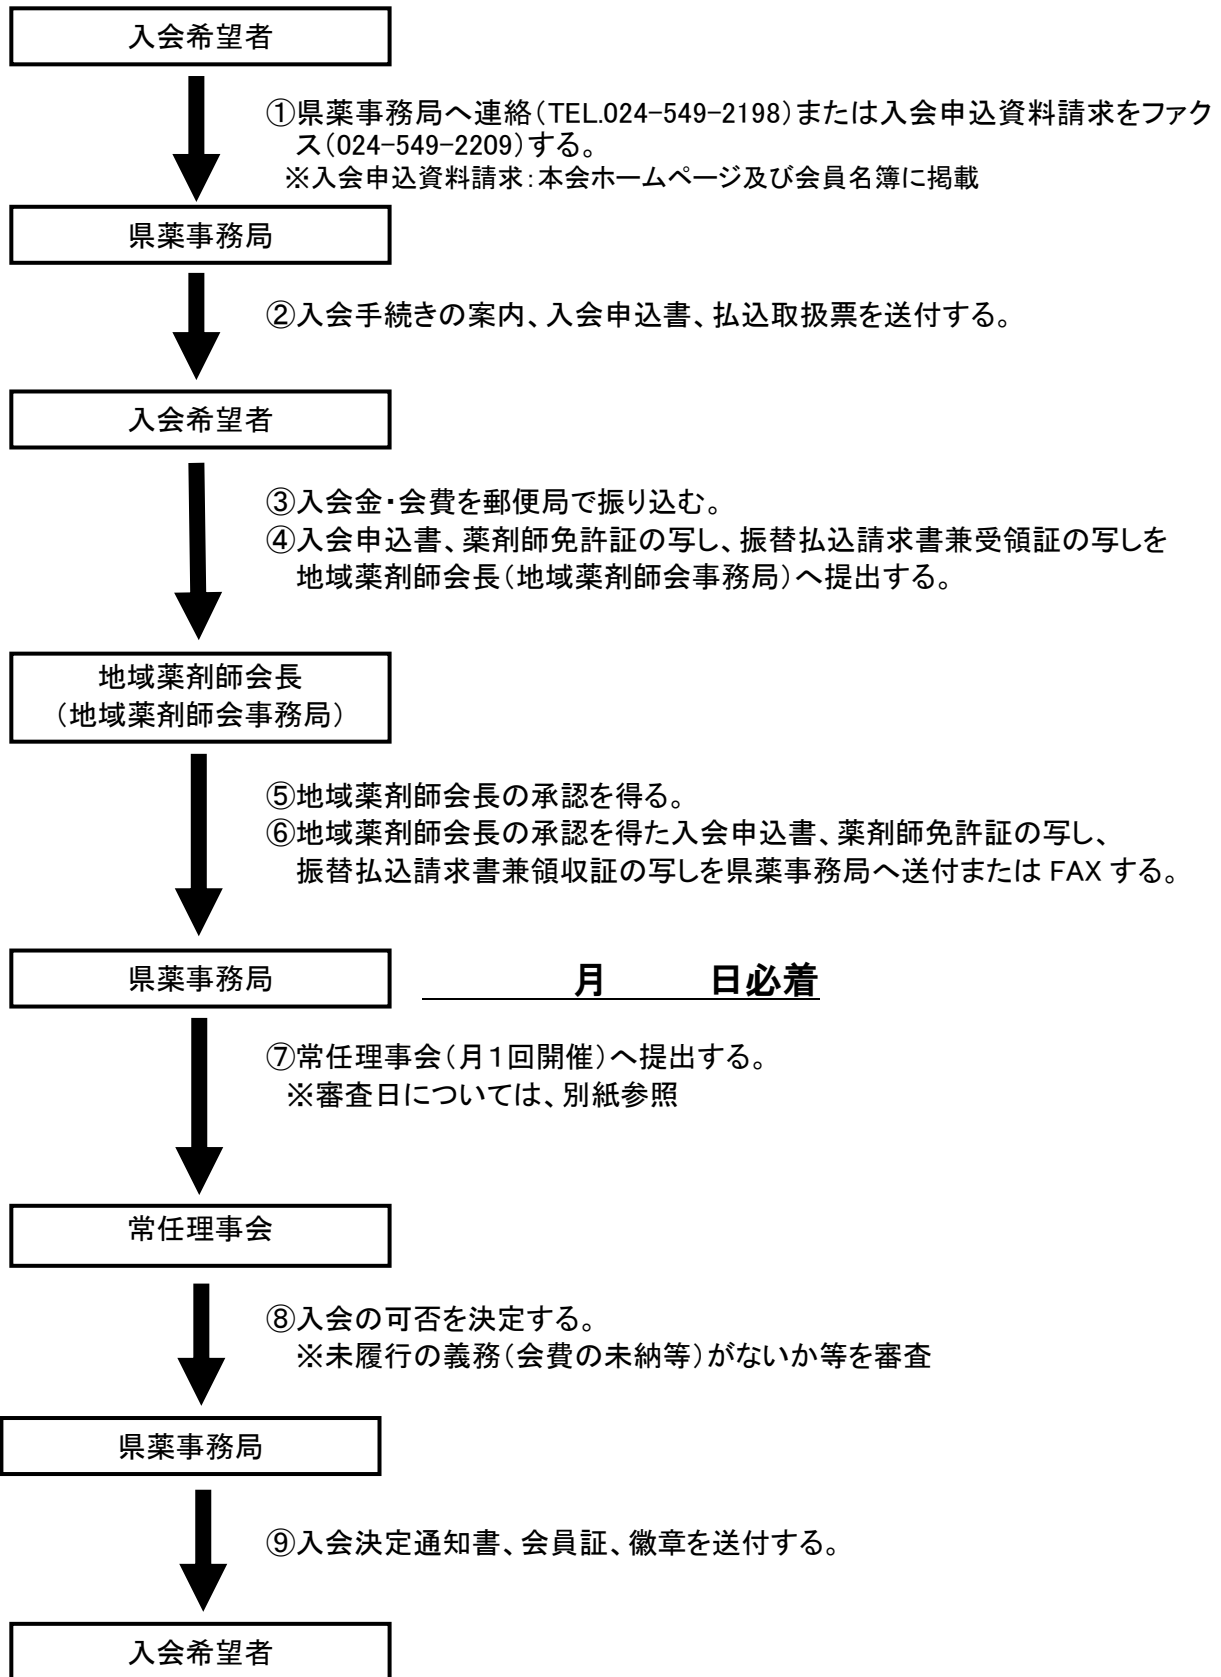 入会希望者
①県薬事務局へ連絡(TEL.024-549-2198)または入会申込資料請求をファク
ス(024-549-2209)する。
※入会申込資料請求:本会ホームページ及び会員名簿に掲載
県薬事務局
②入会手続きの案内、入会申込書、払込取扱票を送付する。
入会希望者
③入会金・会費を郵便局で振り込む。
④入会申込書、薬剤師免許証の写し、振替払込請求書兼受領証の写しを
地域薬剤師会長(地域薬剤師会事務局)へ提出する。
地域薬剤師会長
(地域薬剤師会事務局)
⑤地域薬剤師会長の承認を得る。
⑥地域薬剤師会長の承認を得た入会申込書、薬剤師免許証の写し、
振替払込請求書兼領収証の写しを県薬事務局へ送付または FAX する。
県薬事務局
月 日必着
⑦常任理事会(月1回開催)へ提出する。
※審査日については、別紙参照
常任理事会
⑧入会の可否を決定する。
※未履行の義務(会費の未納等)がないか等を審査
県薬事務局
⑨入会決定通知書、会員証、徽章を送付する。
入会希望者